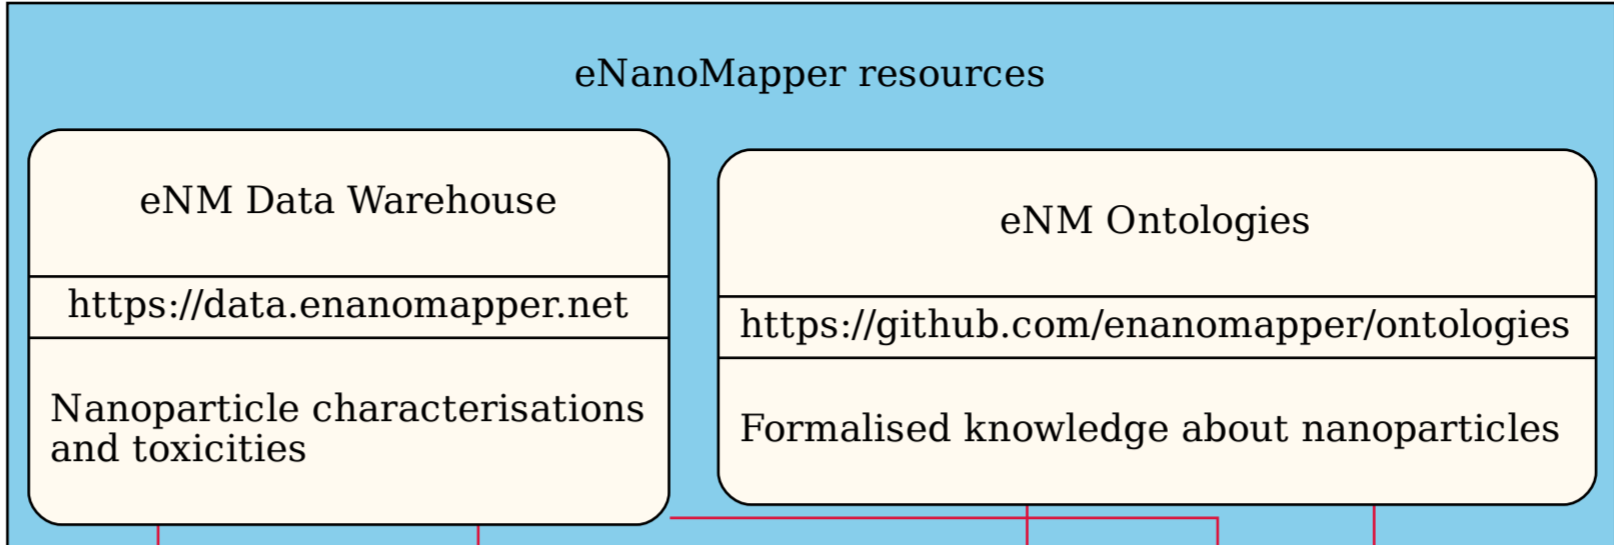 eNanoMapper resources
eNM Data Warehouse
https://data.enanomapper.net
Nanoparticle characterisations
and toxicities
eNM Ontologies
https://github.com/enanomapper/ontologies
Formalised knowledge about nanoparticles